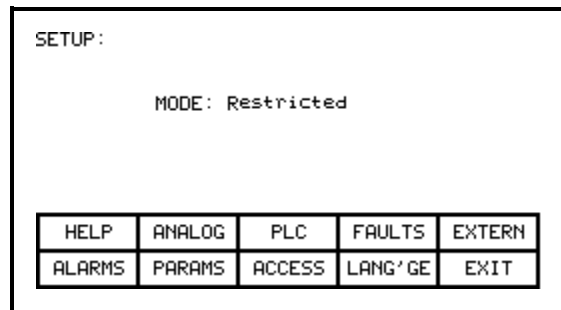 SETUP:
MODE: Restricted
HELP ANALOG PLC FAULTS EXTERN
ALARMS PARAMS ACCESS LANG'GE EXIT